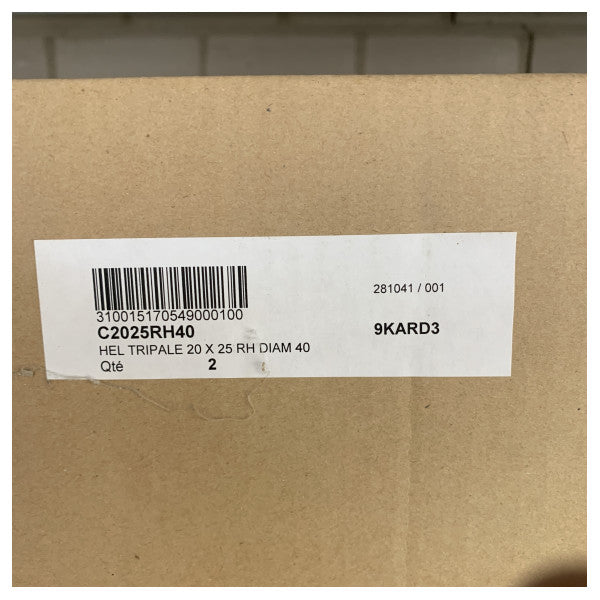 310015170549000100
281041 / 001
C2025RH40
9KARD3
HEL TRIPALE 20 X 25 RH DIAM 40
Qté 2